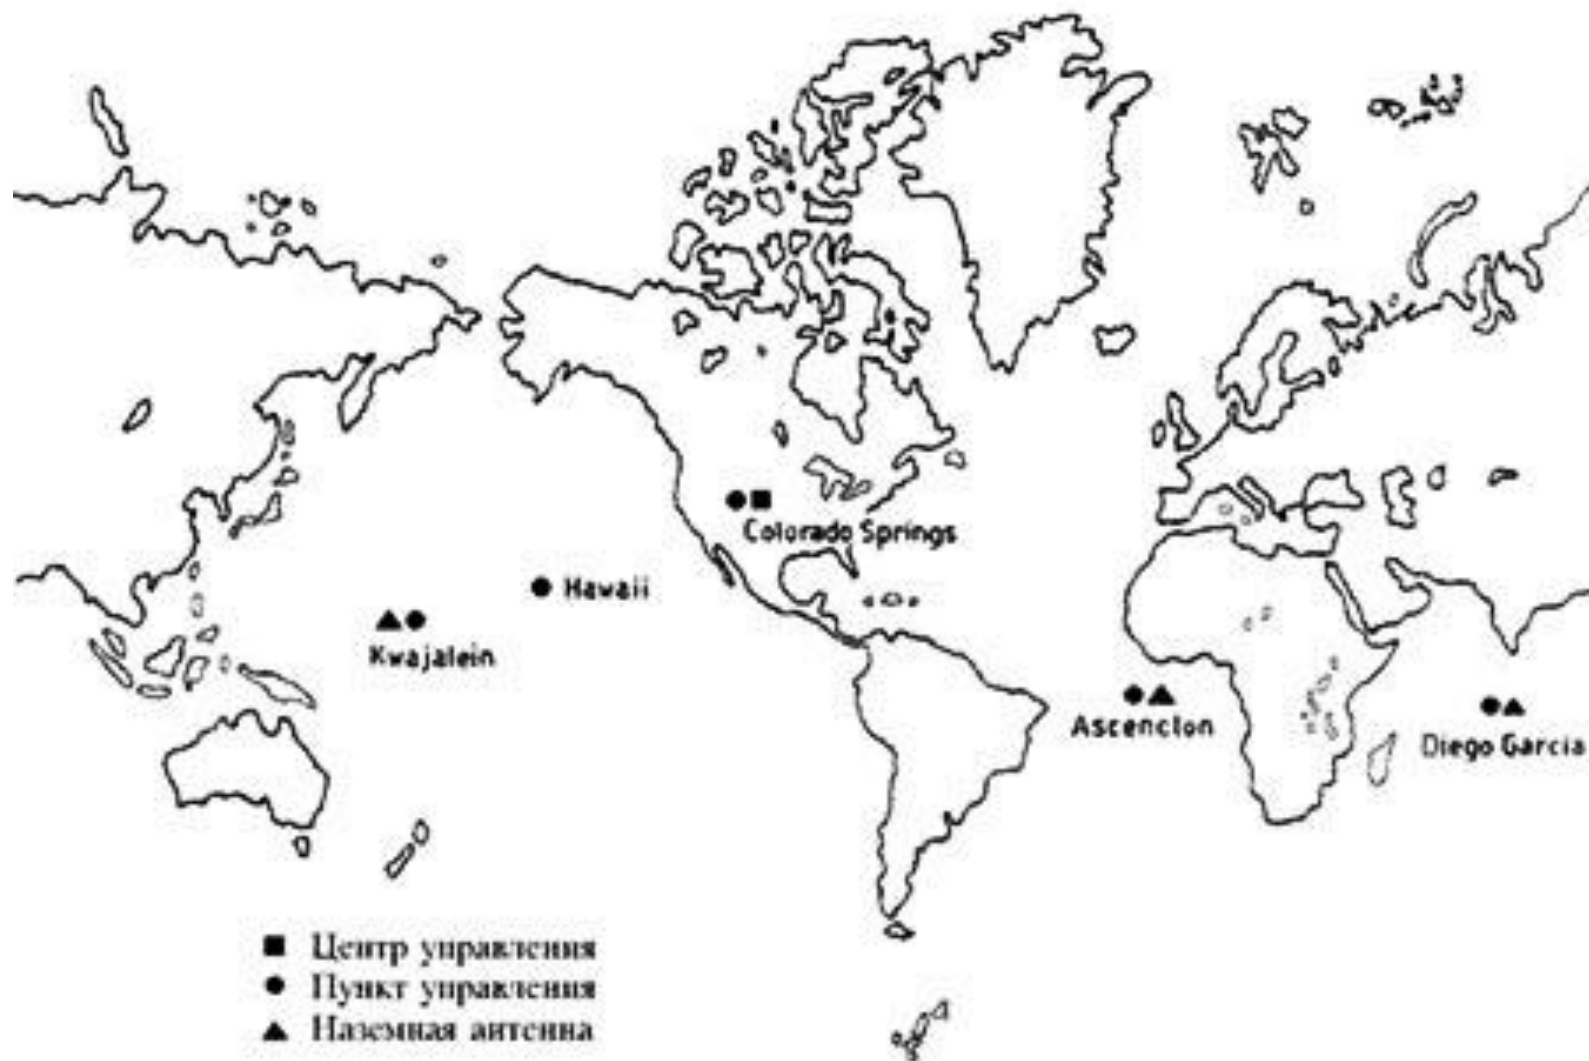 Colorado Springs
Hawaii
Kwajalein
Ascencion
Diego Garcia
Центр управления
Пункт управления
Наземная антенна